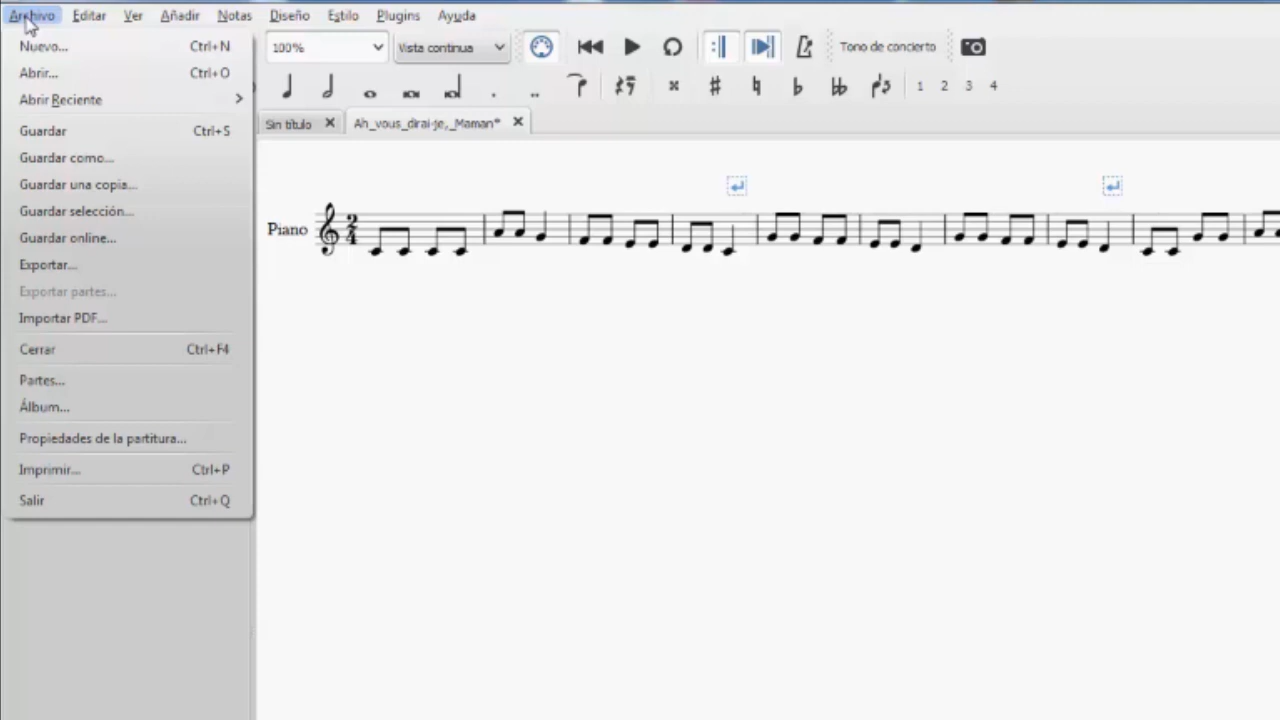 Archivo Editar Ver Añadir Notas Diseño Estilo Plugins Ayuda
Nuevo... Ctrl+N
Abrir... Ctrl+O
Abrir Reciente
Guardar Ctrl+S
Guardar como...
Guardar una copia...
Guardar selección...
Guardar online...
Exportar...
Exportar partes...
Importar PDF...
Cerrar Ctrl+F4
Partes...
Álbum...
Propiedades de la partitura...
Imprimir... Ctrl+P
Salir Ctrl+Q
100% Vista continua Tono de concierto
1 2 3 4
Sin título Ah_vous_dirai-je,_Maman*
Piano
2
4